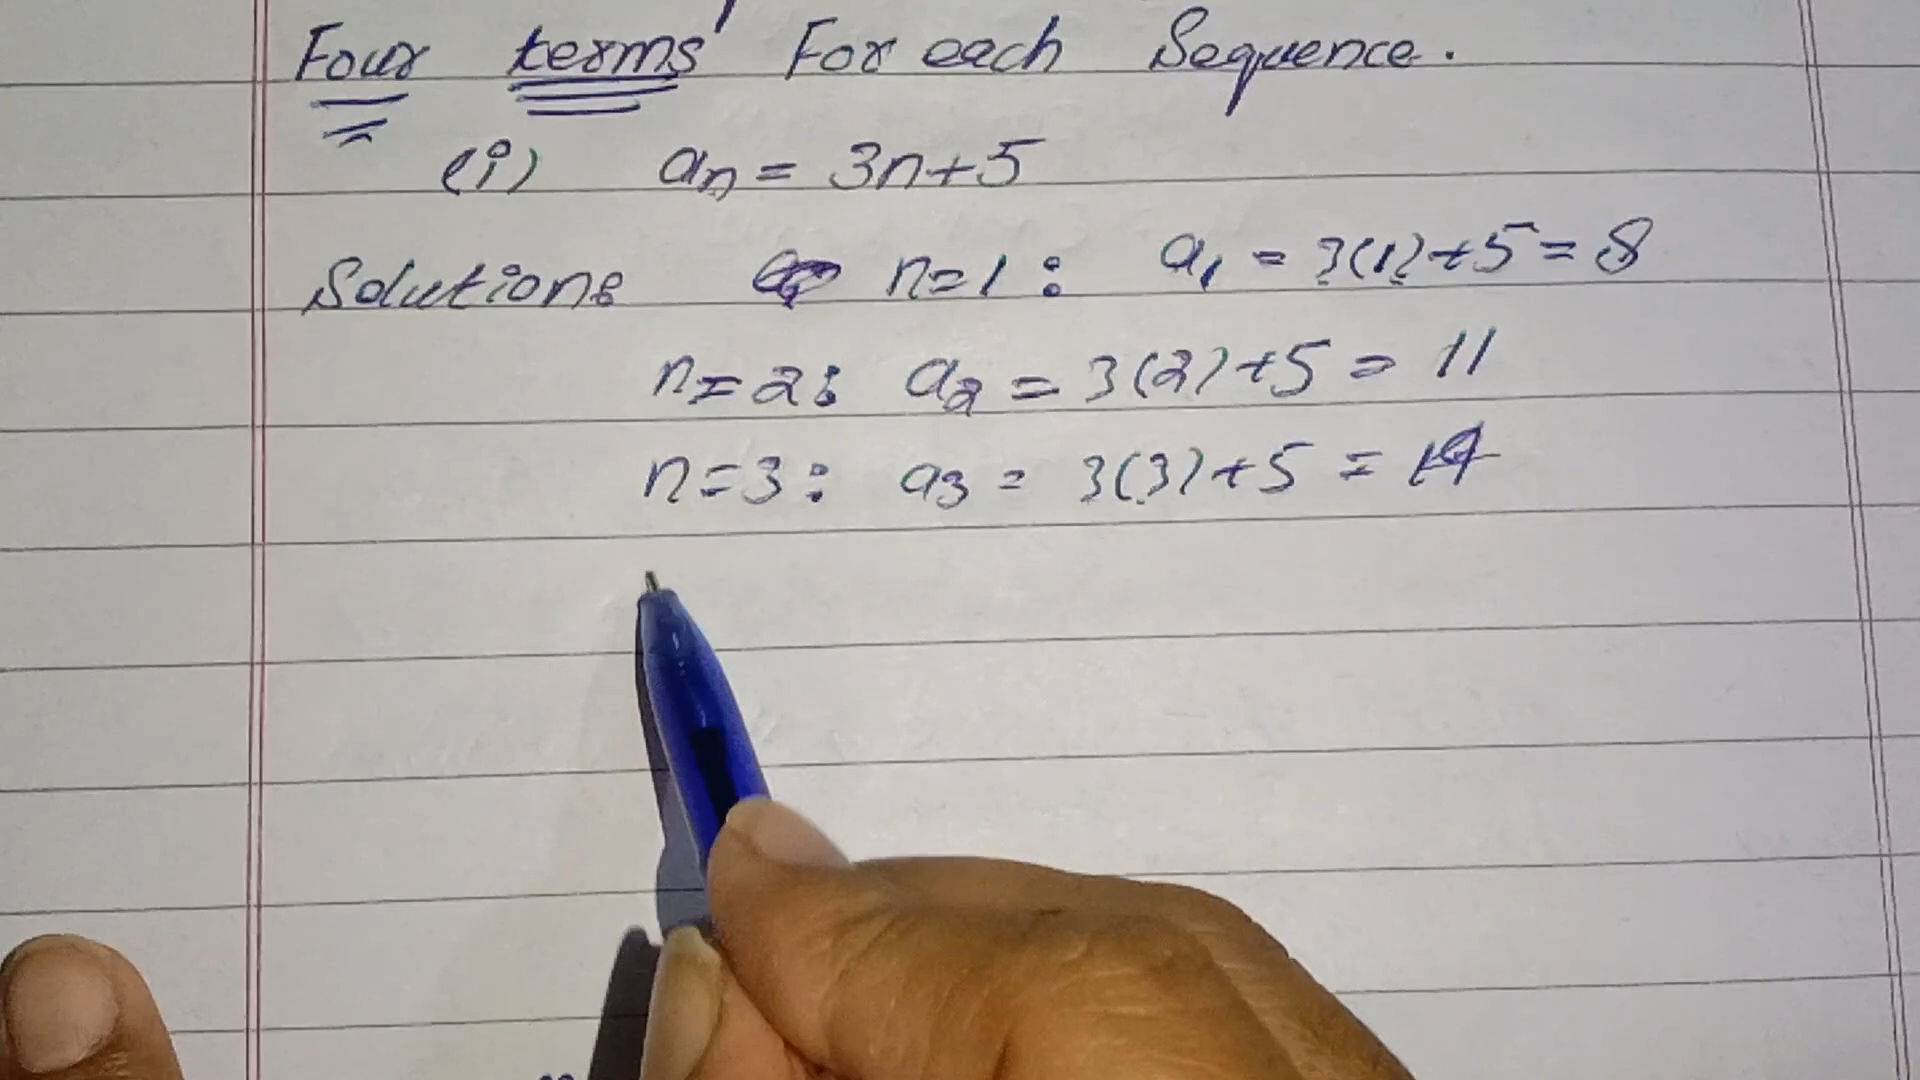 Four terms For each Sequence.
(i) an = 3n+5
Solutions n=1: a1 = 3(1)+5 = 8
n=2: a2 = 3(2)+5 = 11
n=3: a3 = 3(3)+5 = 14